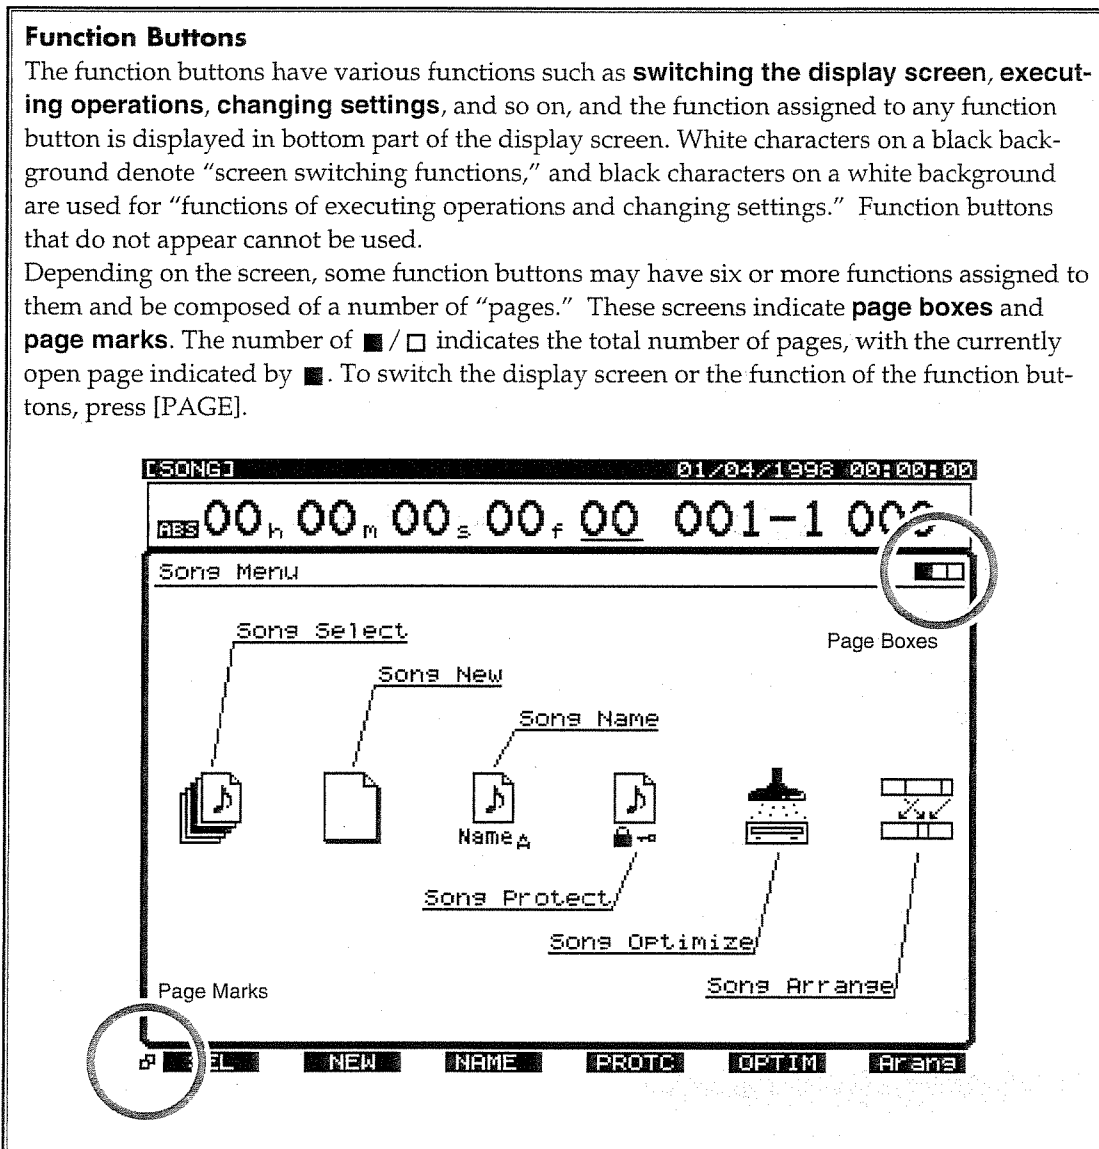 Function Buttons
The function buttons have various functions such as switching the display screen, execut-
ing operations, changing settings, and so on, and the function assigned to any function
button is displayed in bottom part of the display screen. White characters on a black back-
ground denote “screen switching functions,” and black characters on a white background
are used for “functions of executing operations and changing settings.” Function buttons
that do not appear cannot be used.
Depending on the screen, some function buttons may have six or more functions assigned to
them and be composed of a number of “pages.” These screens indicate page boxes and
page marks. The number of ■ / □ indicates the total number of pages, with the currently
open page indicated by ■. To switch the display screen or the function of the function but-
tons, press [PAGE].
[SONG] 01/04/1998 00:00:00
ABS 00h 00m 00s 00f 00 001-1 000
Song Menu
Page Boxes
Song Select
Song New
Song Name
Name A
Song Protect
Song Optimize
Song Arrange
Page Marks
SEL NEW NAME PROTC OPTIM Arang